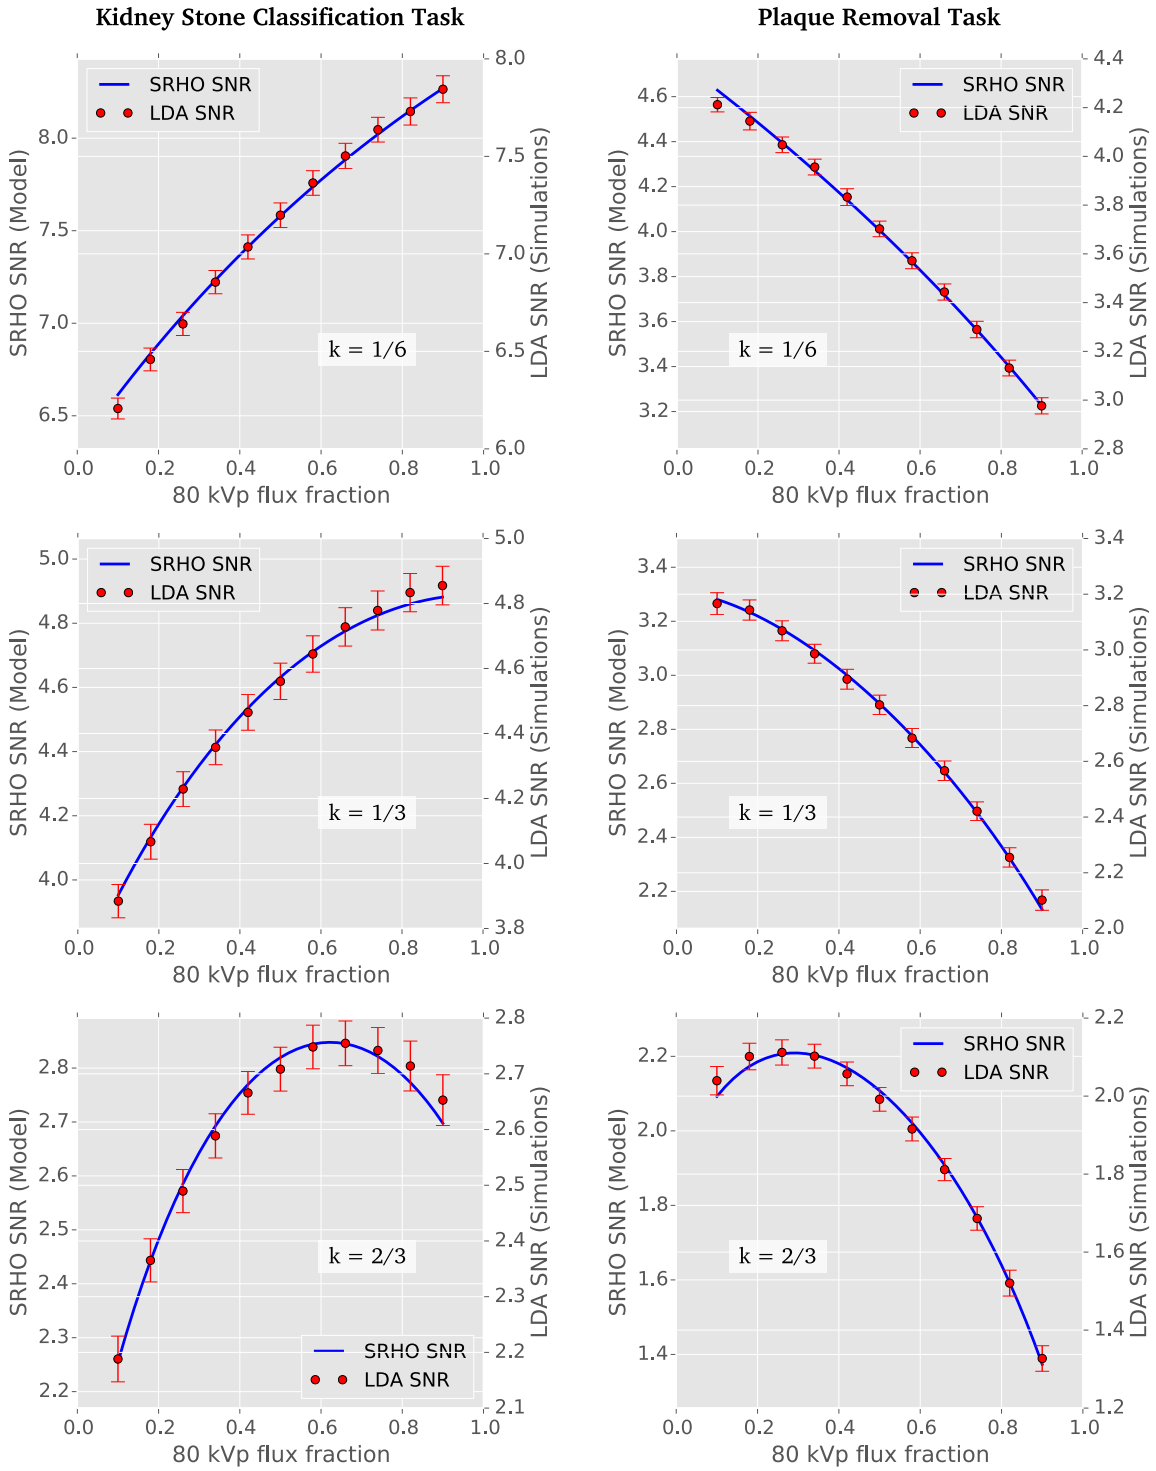 Kidney Stone Classification Task
Plaque Removal Task
SRHO SNR
LDA SNR
k = 1/6
SRHO SNR (Model)
8.0
7.5
7.0
6.5
LDA SNR (Simulations)
8.0
7.5
7.0
6.5
6.0
0.0 0.2 0.4 0.6 0.8 1.0
80 kVp flux fraction
SRHO SNR
LDA SNR
k = 1/6
SRHO SNR (Model)
4.6
4.4
4.2
4.0
3.8
3.6
3.4
3.2
LDA SNR (Simulations)
4.4
4.2
4.0
3.8
3.6
3.4
3.2
3.0
2.8
0.0 0.2 0.4 0.6 0.8 1.0
80 kVp flux fraction
SRHO SNR
LDA SNR
k = 1/3
SRHO SNR (Model)
5.0
4.8
4.6
4.4
4.2
4.0
LDA SNR (Simulations)
5.0
4.8
4.6
4.4
4.2
4.0
3.8
0.0 0.2 0.4 0.6 0.8 1.0
80 kVp flux fraction
SRHO SNR
LDA SNR
k = 1/3
SRHO SNR (Model)
3.4
3.2
3.0
2.8
2.6
2.4
2.2
LDA SNR (Simulations)
3.4
3.2
3.0
2.8
2.6
2.4
2.2
2.0
0.0 0.2 0.4 0.6 0.8 1.0
80 kVp flux fraction
k = 2/3
SRHO SNR
LDA SNR
SRHO SNR (Model)
2.8
2.7
2.6
2.5
2.4
2.3
2.2
LDA SNR (Simulations)
2.8
2.7
2.6
2.5
2.4
2.3
2.2
2.1
0.0 0.2 0.4 0.6 0.8 1.0
80 kVp flux fraction
SRHO SNR
LDA SNR
k = 2/3
SRHO SNR (Model)
2.2
2.0
1.8
1.6
1.4
LDA SNR (Simulations)
2.2
2.0
1.8
1.6
1.4
1.2
0.0 0.2 0.4 0.6 0.8 1.0
80 kVp flux fraction